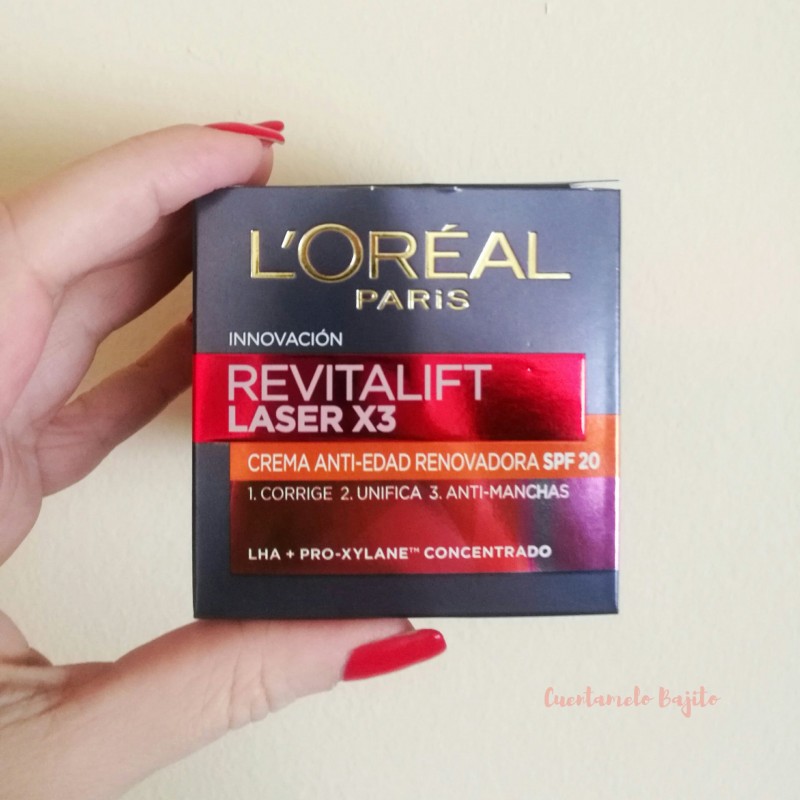 L'ORÉAL
PARiS
INNOVACIÓN
REVITALIFT
LASER X3
CREMA ANTI-EDAD RENOVADORA SPF 20
1. CORRIGE 2. UNIFICA 3. ANTI-MANCHAS
LHA + PRO-XYLANE™ CONCENTRADO
Cuentamelo Bajito